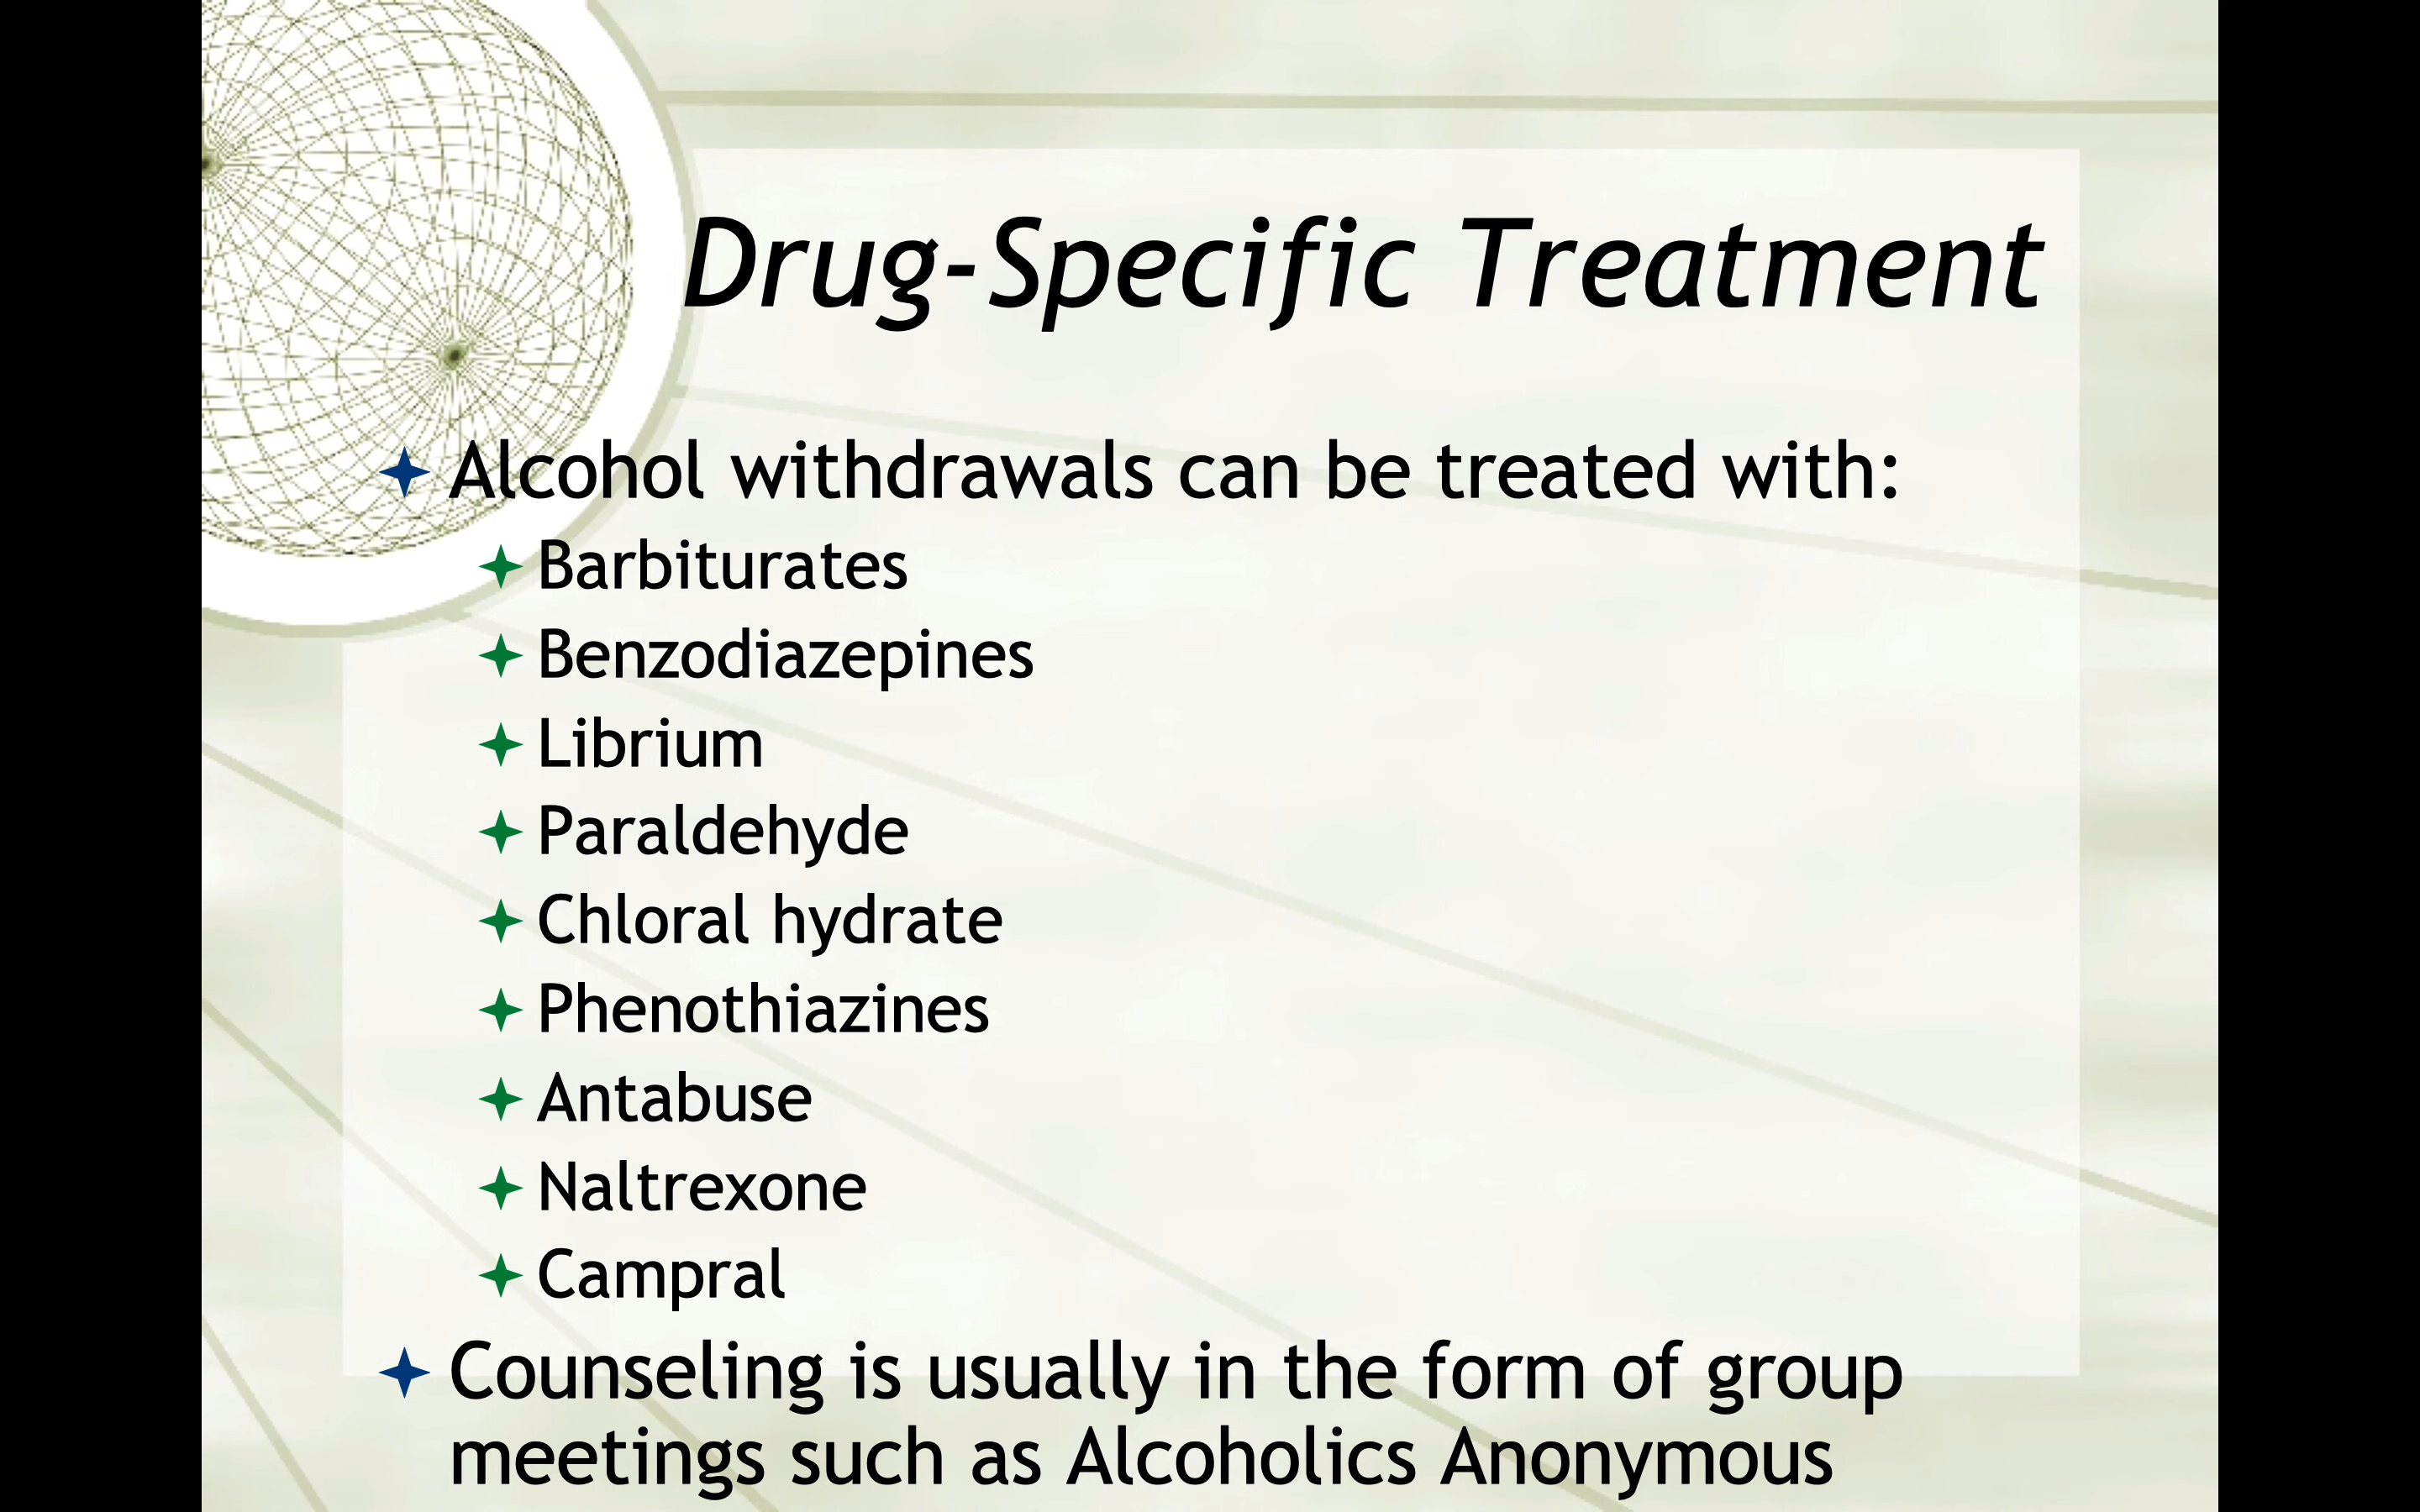 Drug-Specific Treatment
Alcohol withdrawals can be treated with:
Barbiturates
Benzodiazepines
Librium
Paraldehyde
Chloral hydrate
Phenothiazines
Antabuse
Naltrexone
Campral
Counseling is usually in the form of group
meetings such as Alcoholics Anonymous